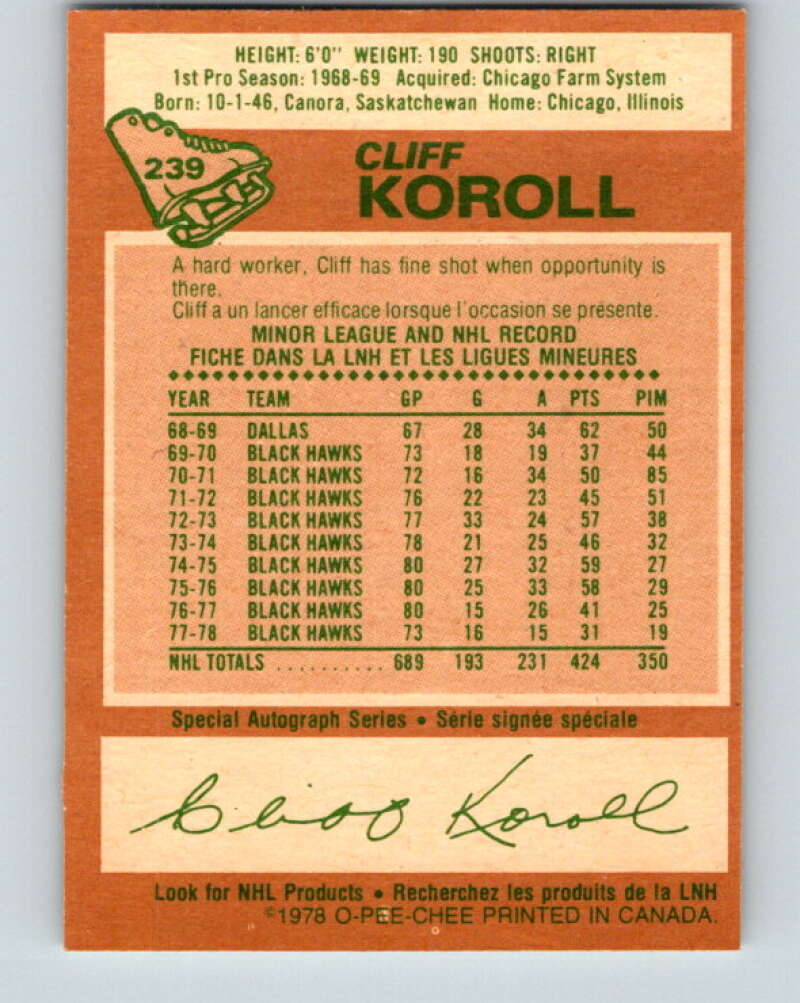 HEIGHT: 6'0" WEIGHT: 190 SHOOTS: RIGHT
1st Pro Season: 1968-69 Acquired: Chicago Farm System
Born: 10-1-46, Canora, Saskatchewan Home: Chicago, Illinois
239
CLIFF
KOROLL
A hard worker, Cliff has fine shot when opportunity is
there.
Cliff a un lancer efficace lorsque l'occasion se présente.
MINOR LEAGUE AND NHL RECORD
FICHE DANS LA LNH ET LES LIGUES MINEURES
YEAR TEAM GP G A PTS PIM
68-69 DALLAS 67 28 34 62 50
69-70 BLACK HAWKS 73 18 19 37 44
70-71 BLACK HAWKS 72 16 34 50 85
71-72 BLACK HAWKS 76 22 23 45 51
72-73 BLACK HAWKS 77 33 24 57 38
73-74 BLACK HAWKS 78 21 25 46 32
74-75 BLACK HAWKS 80 27 32 59 27
75-76 BLACK HAWKS 80 25 33 58 29
76-77 BLACK HAWKS 80 15 26 41 25
77-78 BLACK HAWKS 73 16 15 31 19
NHL TOTALS .......... 689 193 231 424 350
Special Autograph Series • Série signée spéciale
Cliff Koroll
Look for NHL Products • Recherchez les produits de la LNH
©1978 O-PEE-CHEE PRINTED IN CANADA.